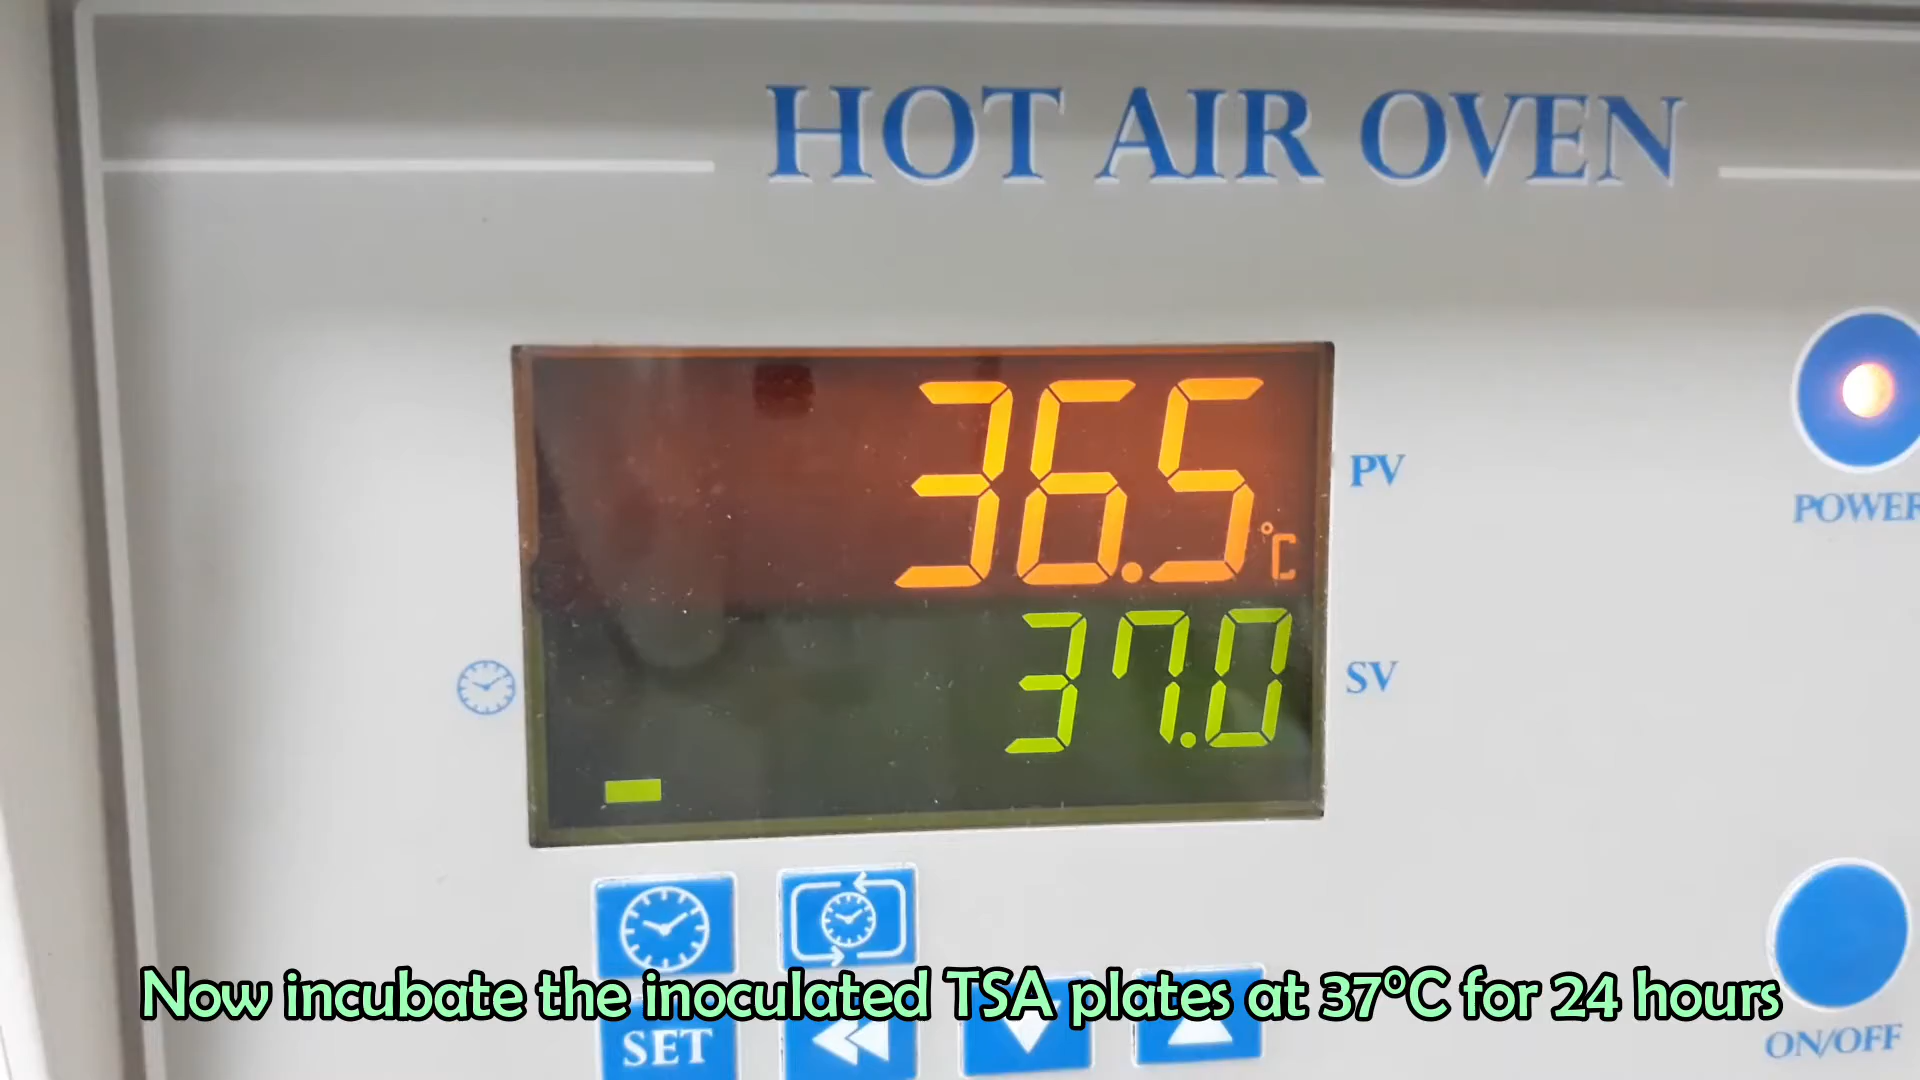 HOT AIR OVEN
36.5 °C PV
POWER
37.0 SV
Now incubate the inoculated TSA plates at 37°C for 24 hours
SET
ON/OFF